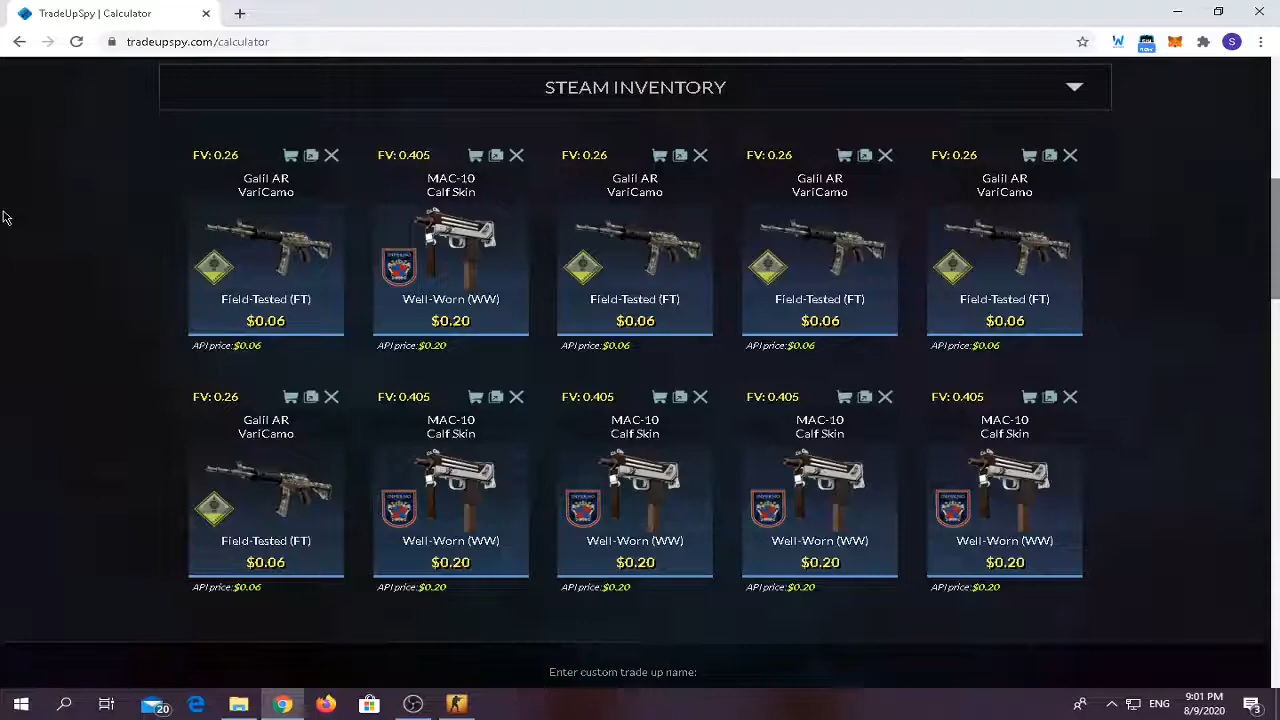 TradeUpSpy | Calculator
tradeupspy.com/calculator
STEAM INVENTORY
FV: 0.26
Galil AR
VariCamo
Field-Tested (FT)
$0.06
API price:$0.06
FV: 0.405
MAC-10
Calf Skin
Well-Worn (WW)
$0.20
API price:$0.20
FV: 0.26
Galil AR
VariCamo
Field-Tested (FT)
$0.06
API price:$0.06
FV: 0.26
Galil AR
VariCamo
Field-Tested (FT)
$0.06
API price:$0.06
FV: 0.26
Galil AR
VariCamo
Field-Tested (FT)
$0.06
API price:$0.06
FV: 0.26
Galil AR
VariCamo
Field-Tested (FT)
$0.06
API price:$0.06
FV: 0.405
MAC-10
Calf Skin
Well-Worn (WW)
$0.20
API price:$0.20
FV: 0.405
MAC-10
Calf Skin
Well-Worn (WW)
$0.20
API price:$0.20
FV: 0.405
MAC-10
Calf Skin
Well-Worn (WW)
$0.20
API price:$0.20
FV: 0.405
MAC-10
Calf Skin
Well-Worn (WW)
$0.20
API price:$0.20
Enter custom trade up name:
20
ENG
9:01 PM
8/9/2020
3